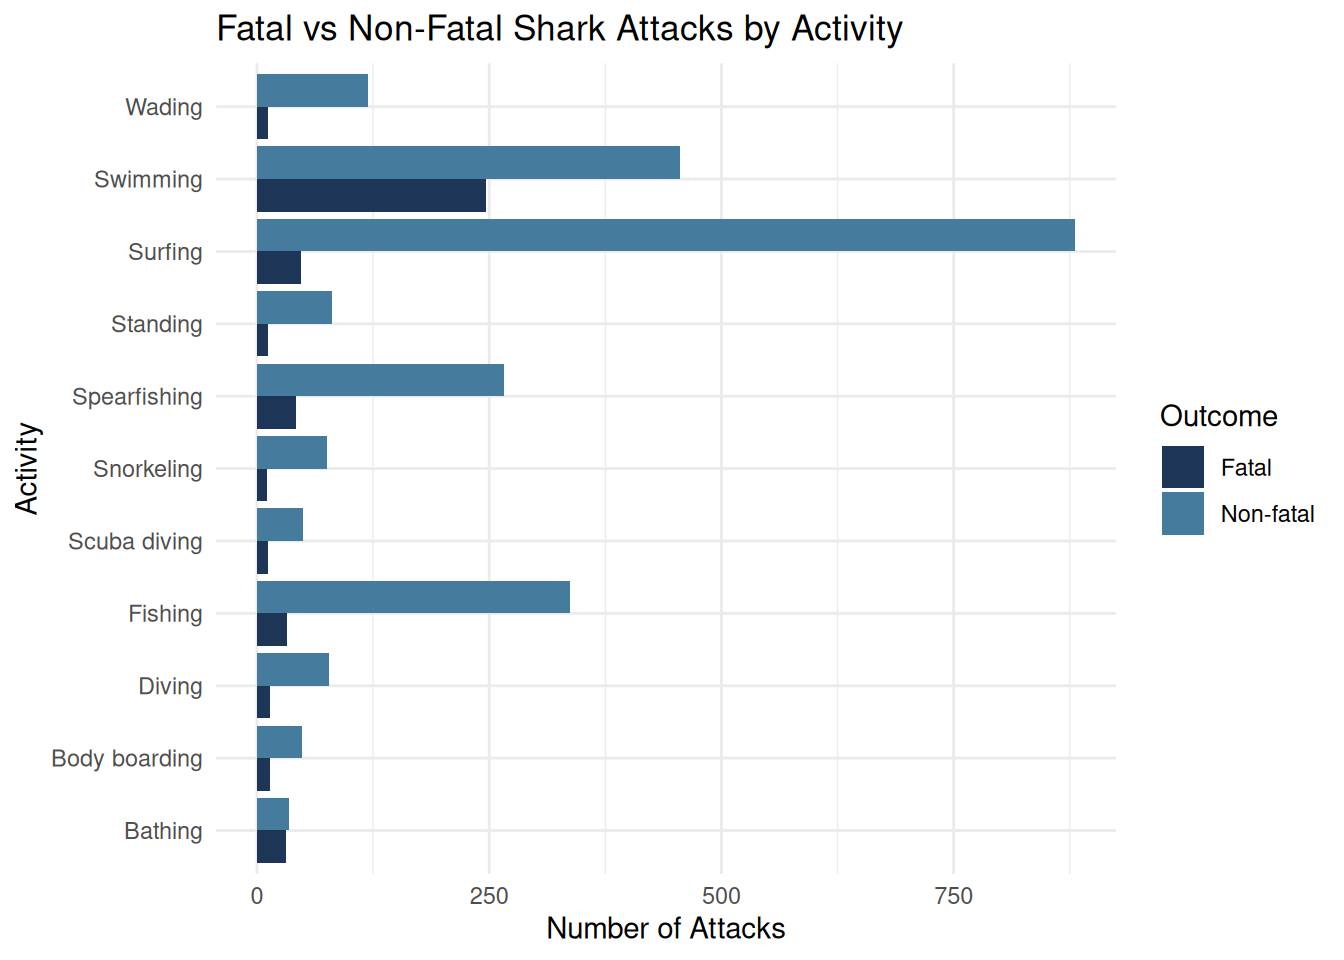 Fatal vs Non-Fatal Shark Attacks by Activity
Wading
Swimming
Surfing
Standing
Spearfishing
Snorkeling
Scuba diving
Fishing
Diving
Body boarding
Bathing
Activity
0 250 500 750
Number of Attacks
Outcome
Fatal
Non-fatal